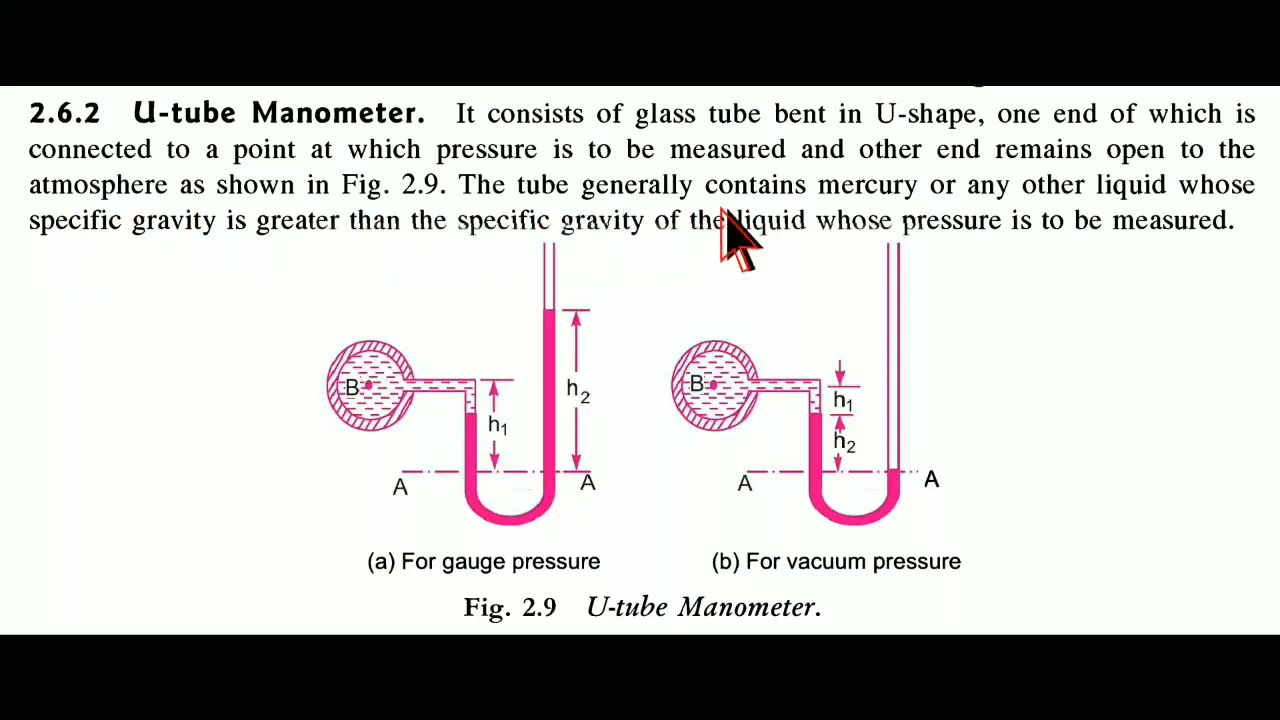 2.6.2 U-tube Manometer. It consists of glass tube bent in U-shape, one end of which is
connected to a point at which pressure is to be measured and other end remains open to the
atmosphere as shown in Fig. 2.9. The tube generally contains mercury or any other liquid whose
specific gravity is greater than the specific gravity of the liquid whose pressure is to be measured.
B
h₁
h₂
A
A
B
h₁
h₂
A
A
(a) For gauge pressure
(b) For vacuum pressure
Fig. 2.9 U-tube Manometer.